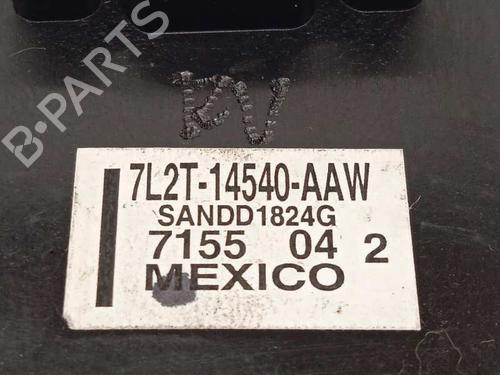 B-PARTS
RV
7L2T-14540-AAW
SANDD1824G
7155 04 2
MEXICO